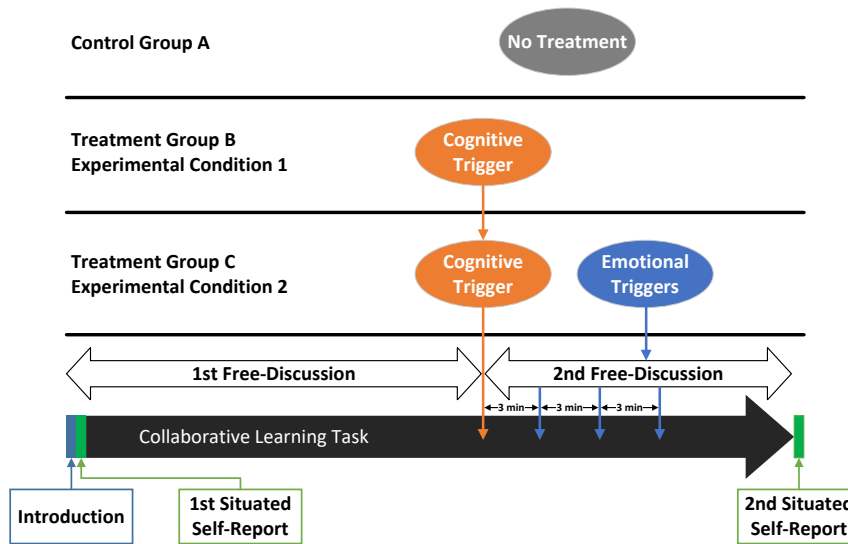 Control Group A
No Treatment
Treatment Group B
Experimental Condition 1
Cognitive
Trigger
Treatment Group C
Experimental Condition 2
Cognitive
Trigger
Emotional
Triggers
1st Free-Discussion
2nd Free-Discussion
3 min
3 min
3 min
Collaborative Learning Task
Introduction
1st Situated
Self-Report
2nd Situated
Self-Report